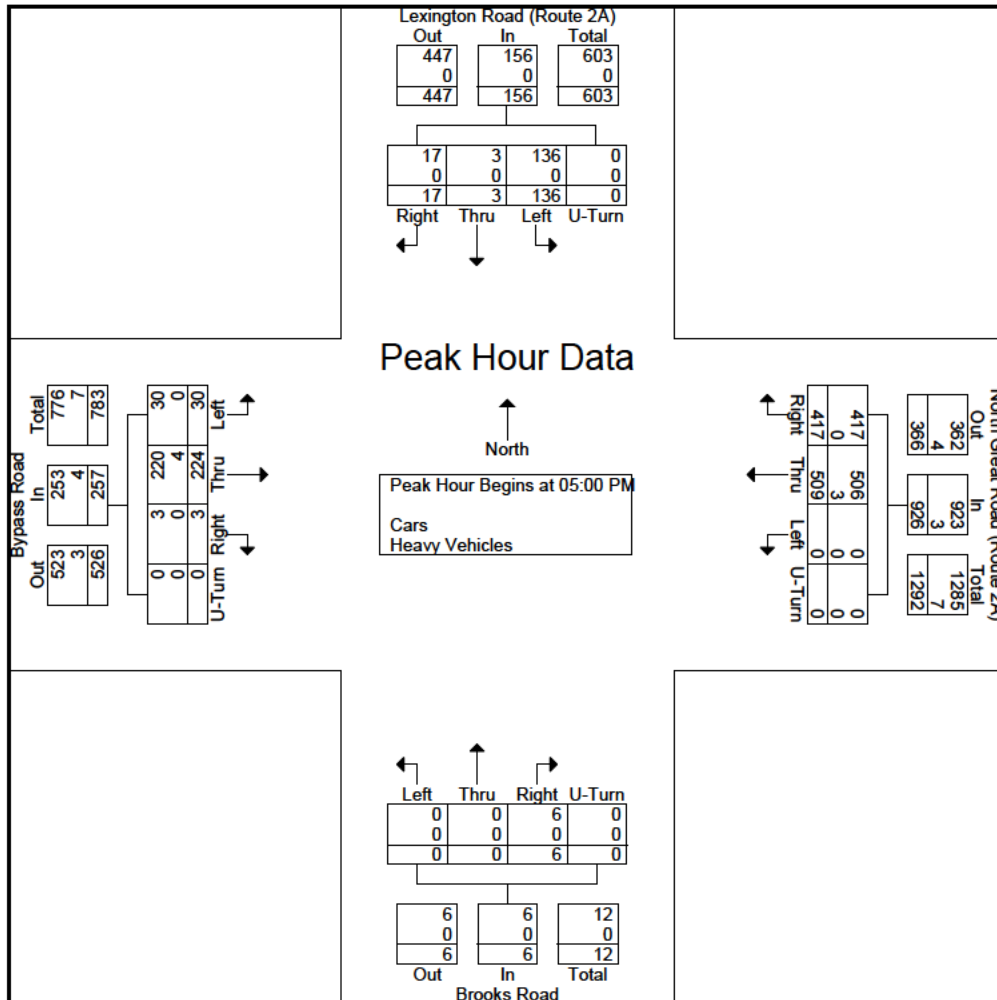 Lexington Road (Route 2A)
Out In Total
447 156 603
0 0 0
447 156 603
17 3 136 0
0 0 0 0
17 3 136 0
Right Thru Left U-Turn
Peak Hour Data
North
Peak Hour Begins at 05:00 PM
Cars
Heavy Vehicles
Bypass Road
Out In Total
523 253 776
3 4 7
526 257 783
U-Turn Right Thru Left
0 3 220 30
0 0 4 0
0 3 224 30
North Great Road (Route 2A)
Out In Total
362 923 1285
4 3 7
366 926 1292
417 506 0 0
0 3 0 0
417 509 0 0
Right Thru Left U-Turn
Left Thru Right U-Turn
0 0 6 0
0 0 0 0
0 0 6 0
6 6 12
0 0 0
6 6 12
Out In Total
Brooks Road